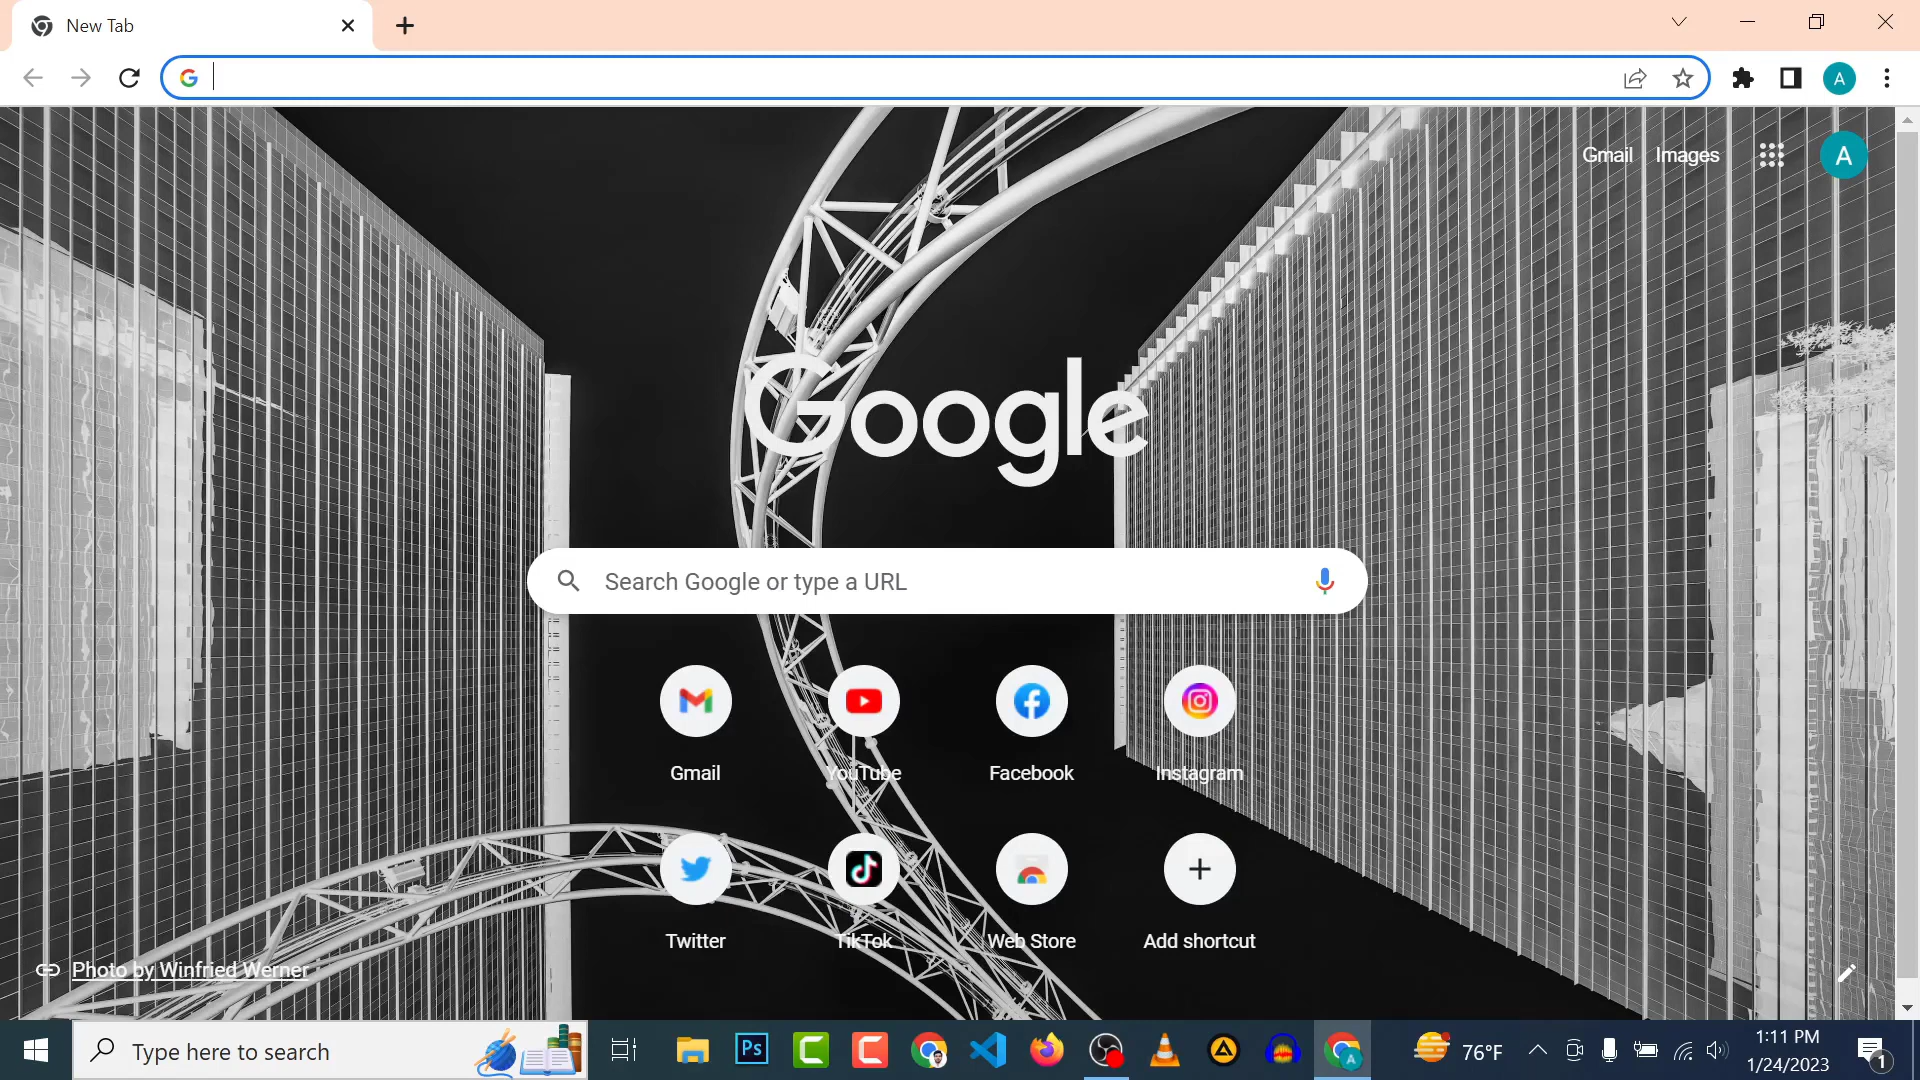 New Tab
A
Gmail Images
A
Google
Search Google or type a URL
Gmail YouTube Facebook Instagram
Twitter TikTok Web Store Add shortcut
Photo by Winfried Werner
Type here to search
Ps
A
76°F
1:11 PM
1/24/2023
1